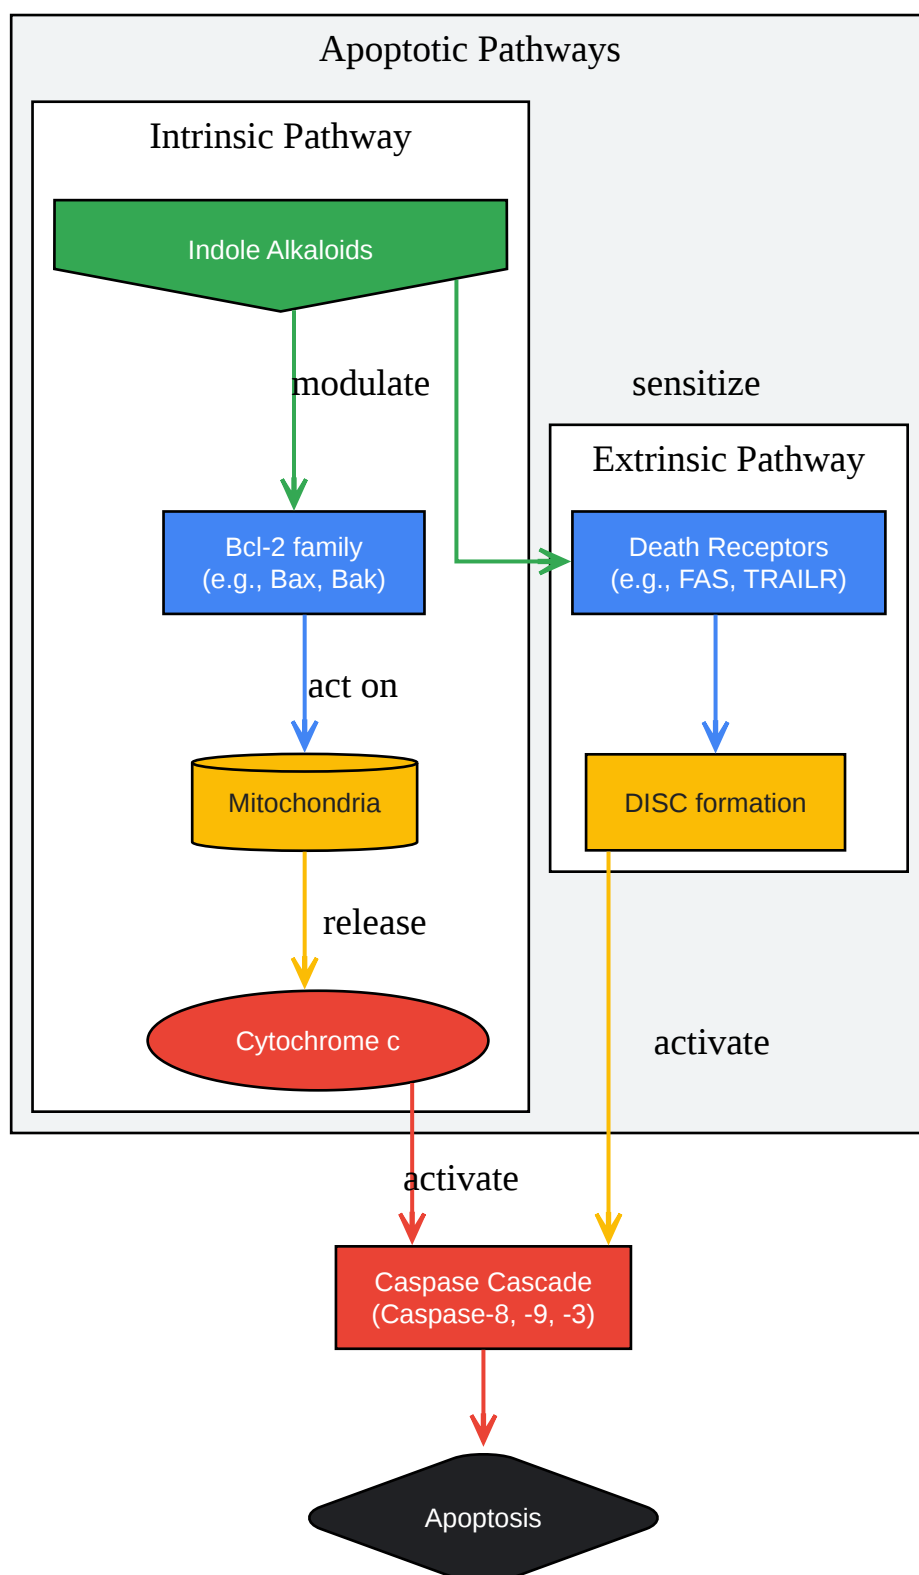 Apoptotic Pathways
Intrinsic Pathway
Indole Alkaloids
modulate
sensitize
Extrinsic Pathway
Bcl-2 family
(e.g., Bax, Bak)
Death Receptors
(e.g., FAS, TRAILR)
act on
Mitochondria
DISC formation
release
Cytochrome c
activate
activate
Caspase Cascade
(Caspase-8, -9, -3)
Apoptosis